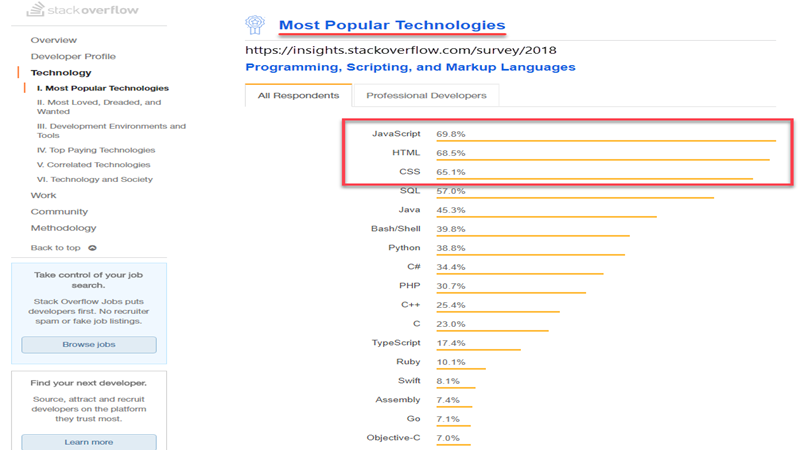 stackoverflow
Overview
Developer Profile
Technology
I. Most Popular Technologies
II. Most Loved, Dreaded, and
Wanted
III. Development Environments and
Tools
IV. Top Paying Technologies
V. Correlated Technologies
VI. Technology and Society
Work
Community
Methodology
Back to top
Take control of your job
search.
Stack Overflow Jobs puts
developers first. No recruiter
spam or fake job listings.
Browse jobs
Find your next developer.
Source, attract and recruit
developers on the platform
they trust most.
Learn more
Most Popular Technologies
https://insights.stackoverflow.com/survey/2018
Programming, Scripting, and Markup Languages
All Respondents Professional Developers
JavaScript 69.8%
HTML 68.5%
CSS 65.1%
SQL 57.0%
Java 45.3%
Bash/Shell 39.8%
Python 38.8%
C# 34.4%
PHP 30.7%
C++ 25.4%
C 23.0%
TypeScript 17.4%
Ruby 10.1%
Swift 8.1%
Assembly 7.4%
Go 7.1%
Objective-C 7.0%